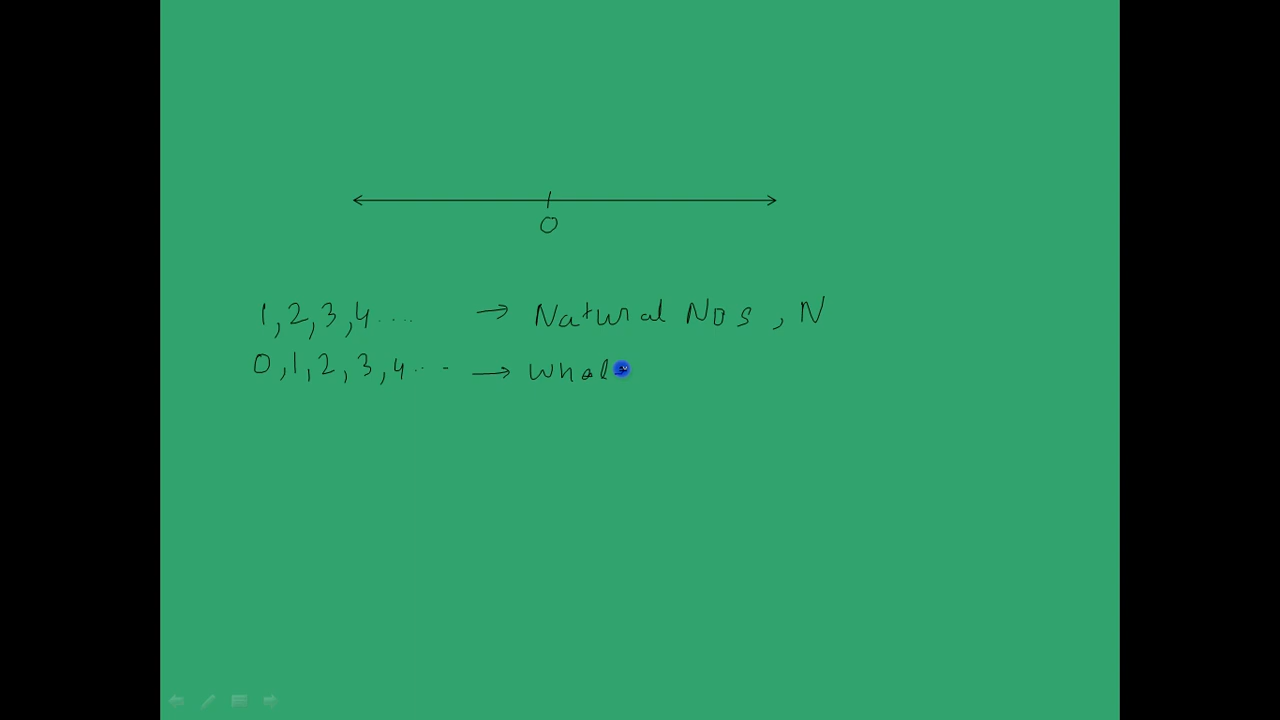 0
1,2,3,4.... → Natural Nos, N
0,1,2,3,4... → Whol